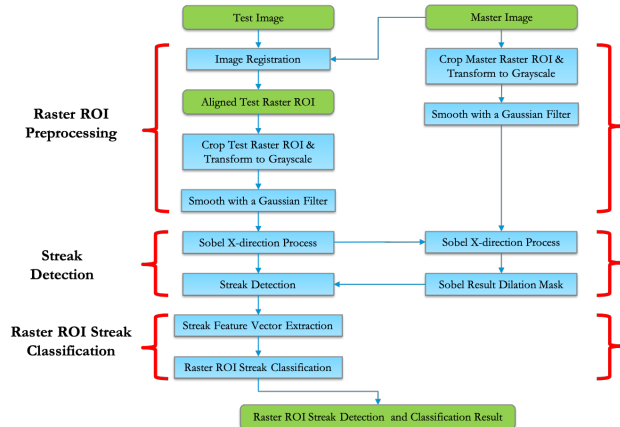 Test Image
Master Image
Image Registration
Crop Master Raster ROI &
Transform to Grayscale
Aligned Test Raster ROI
Smooth with a Gaussian Filter
Raster ROI
Preprocessing
Crop Test Raster ROI &
Transform to Grayscale
Smooth with a Gaussian Filter
Sobel X-direction Process
Sobel X-direction Process
Streak
Detection
Streak Detection
Sobel Result Dilation Mask
Streak Feature Vector Extraction
Raster ROI Streak
Classification
Raster ROI Streak Classification
Raster ROI Streak Detection and Classification Result